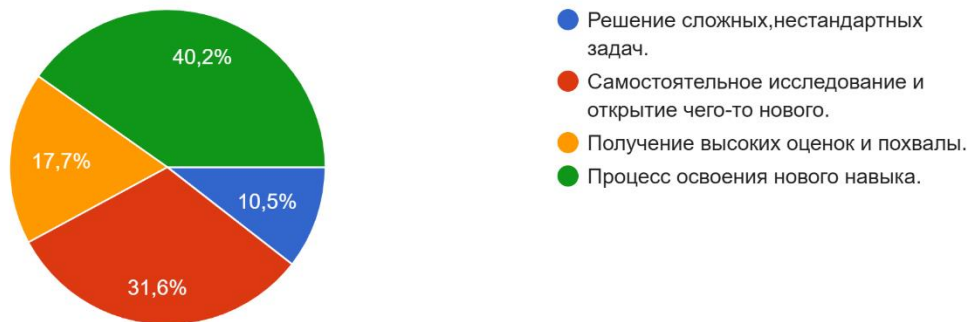 40,2%
17,7%
10,5%
31,6%
Решение сложных,нестандартных
задач.
Самостоятельное исследование и
открытие чего-то нового.
Получение высоких оценок и похвалы.
Процесс освоения нового навыка.